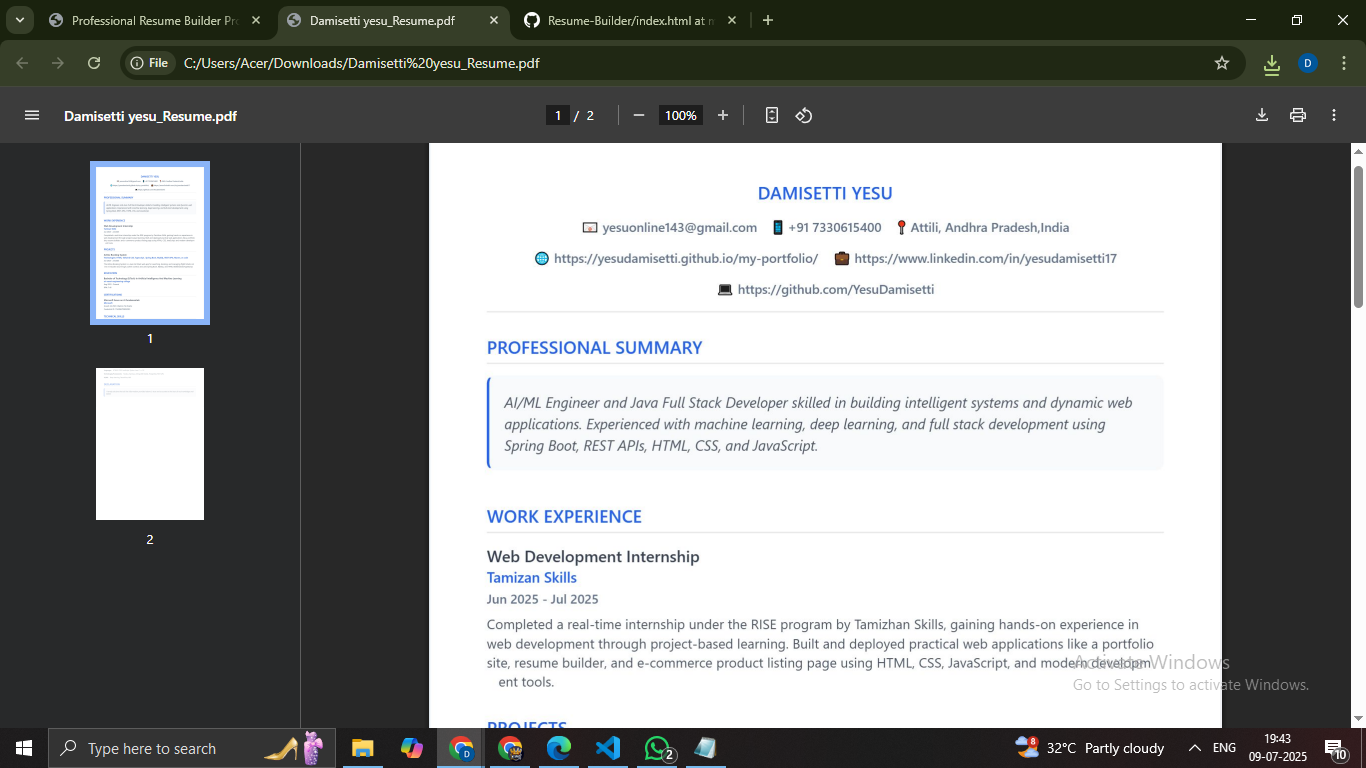 Professional Resume Builder Pr
Damisetti yesu_Resume.pdf
Resume-Builder/index.html at m
File
C:/Users/Acer/Downloads/Damisetti%20yesu_Resume.pdf
D
Damisetti yesu_Resume.pdf
1 / 2
100%
1
2
DAMISETTI YESU
yesuonline143@gmail.com +91 7330615400 Attili, Andhra Pradesh,India
https://yesudamisetti.github.io/my-portfolio/ https://www.linkedin.com/in/yesudamisetti17
https://github.com/YesuDamisetti
PROFESSIONAL SUMMARY
AI/ML Engineer and Java Full Stack Developer skilled in building intelligent systems and dynamic web
applications. Experienced with machine learning, deep learning, and full stack development using
Spring Boot, REST APIs, HTML, CSS, and JavaScript.
WORK EXPERIENCE
Web Development Internship
Tamizan Skills
Jun 2025 - Jul 2025
Completed a real-time internship under the RISE program by Tamizhan Skills, gaining hands-on experience in
web development through project-based learning. Built and deployed practical web applications like a portfolio
site, resume builder, and e-commerce product listing page using HTML, CSS, JavaScript, and modern developm
ent tools.
PROJECTS
Activate Windows
Go to Settings to activate Windows.
Type here to search
D
2
8
32°C Partly cloudy
ENG
19:43
09-07-2025
10